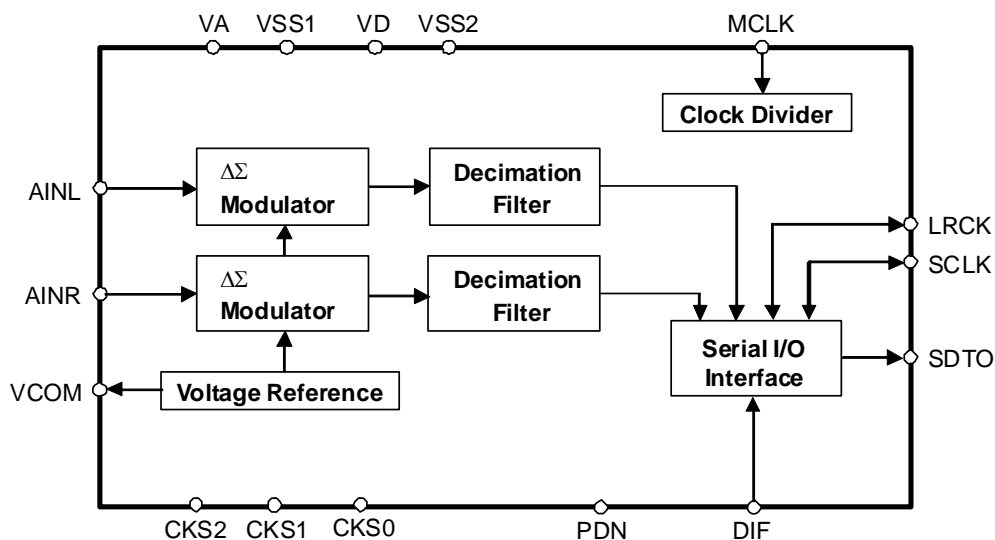 VA VSS1 VD VSS2 MCLK
Clock Divider
ΔΣ
Modulator
Decimation
Filter
AINL
LRCK
SCLK
ΔΣ
Modulator
Decimation
Filter
AINR
Serial I/O
Interface
SDTO
VCOM
Voltage Reference
CKS2 CKS1 CKS0 PDN DIF